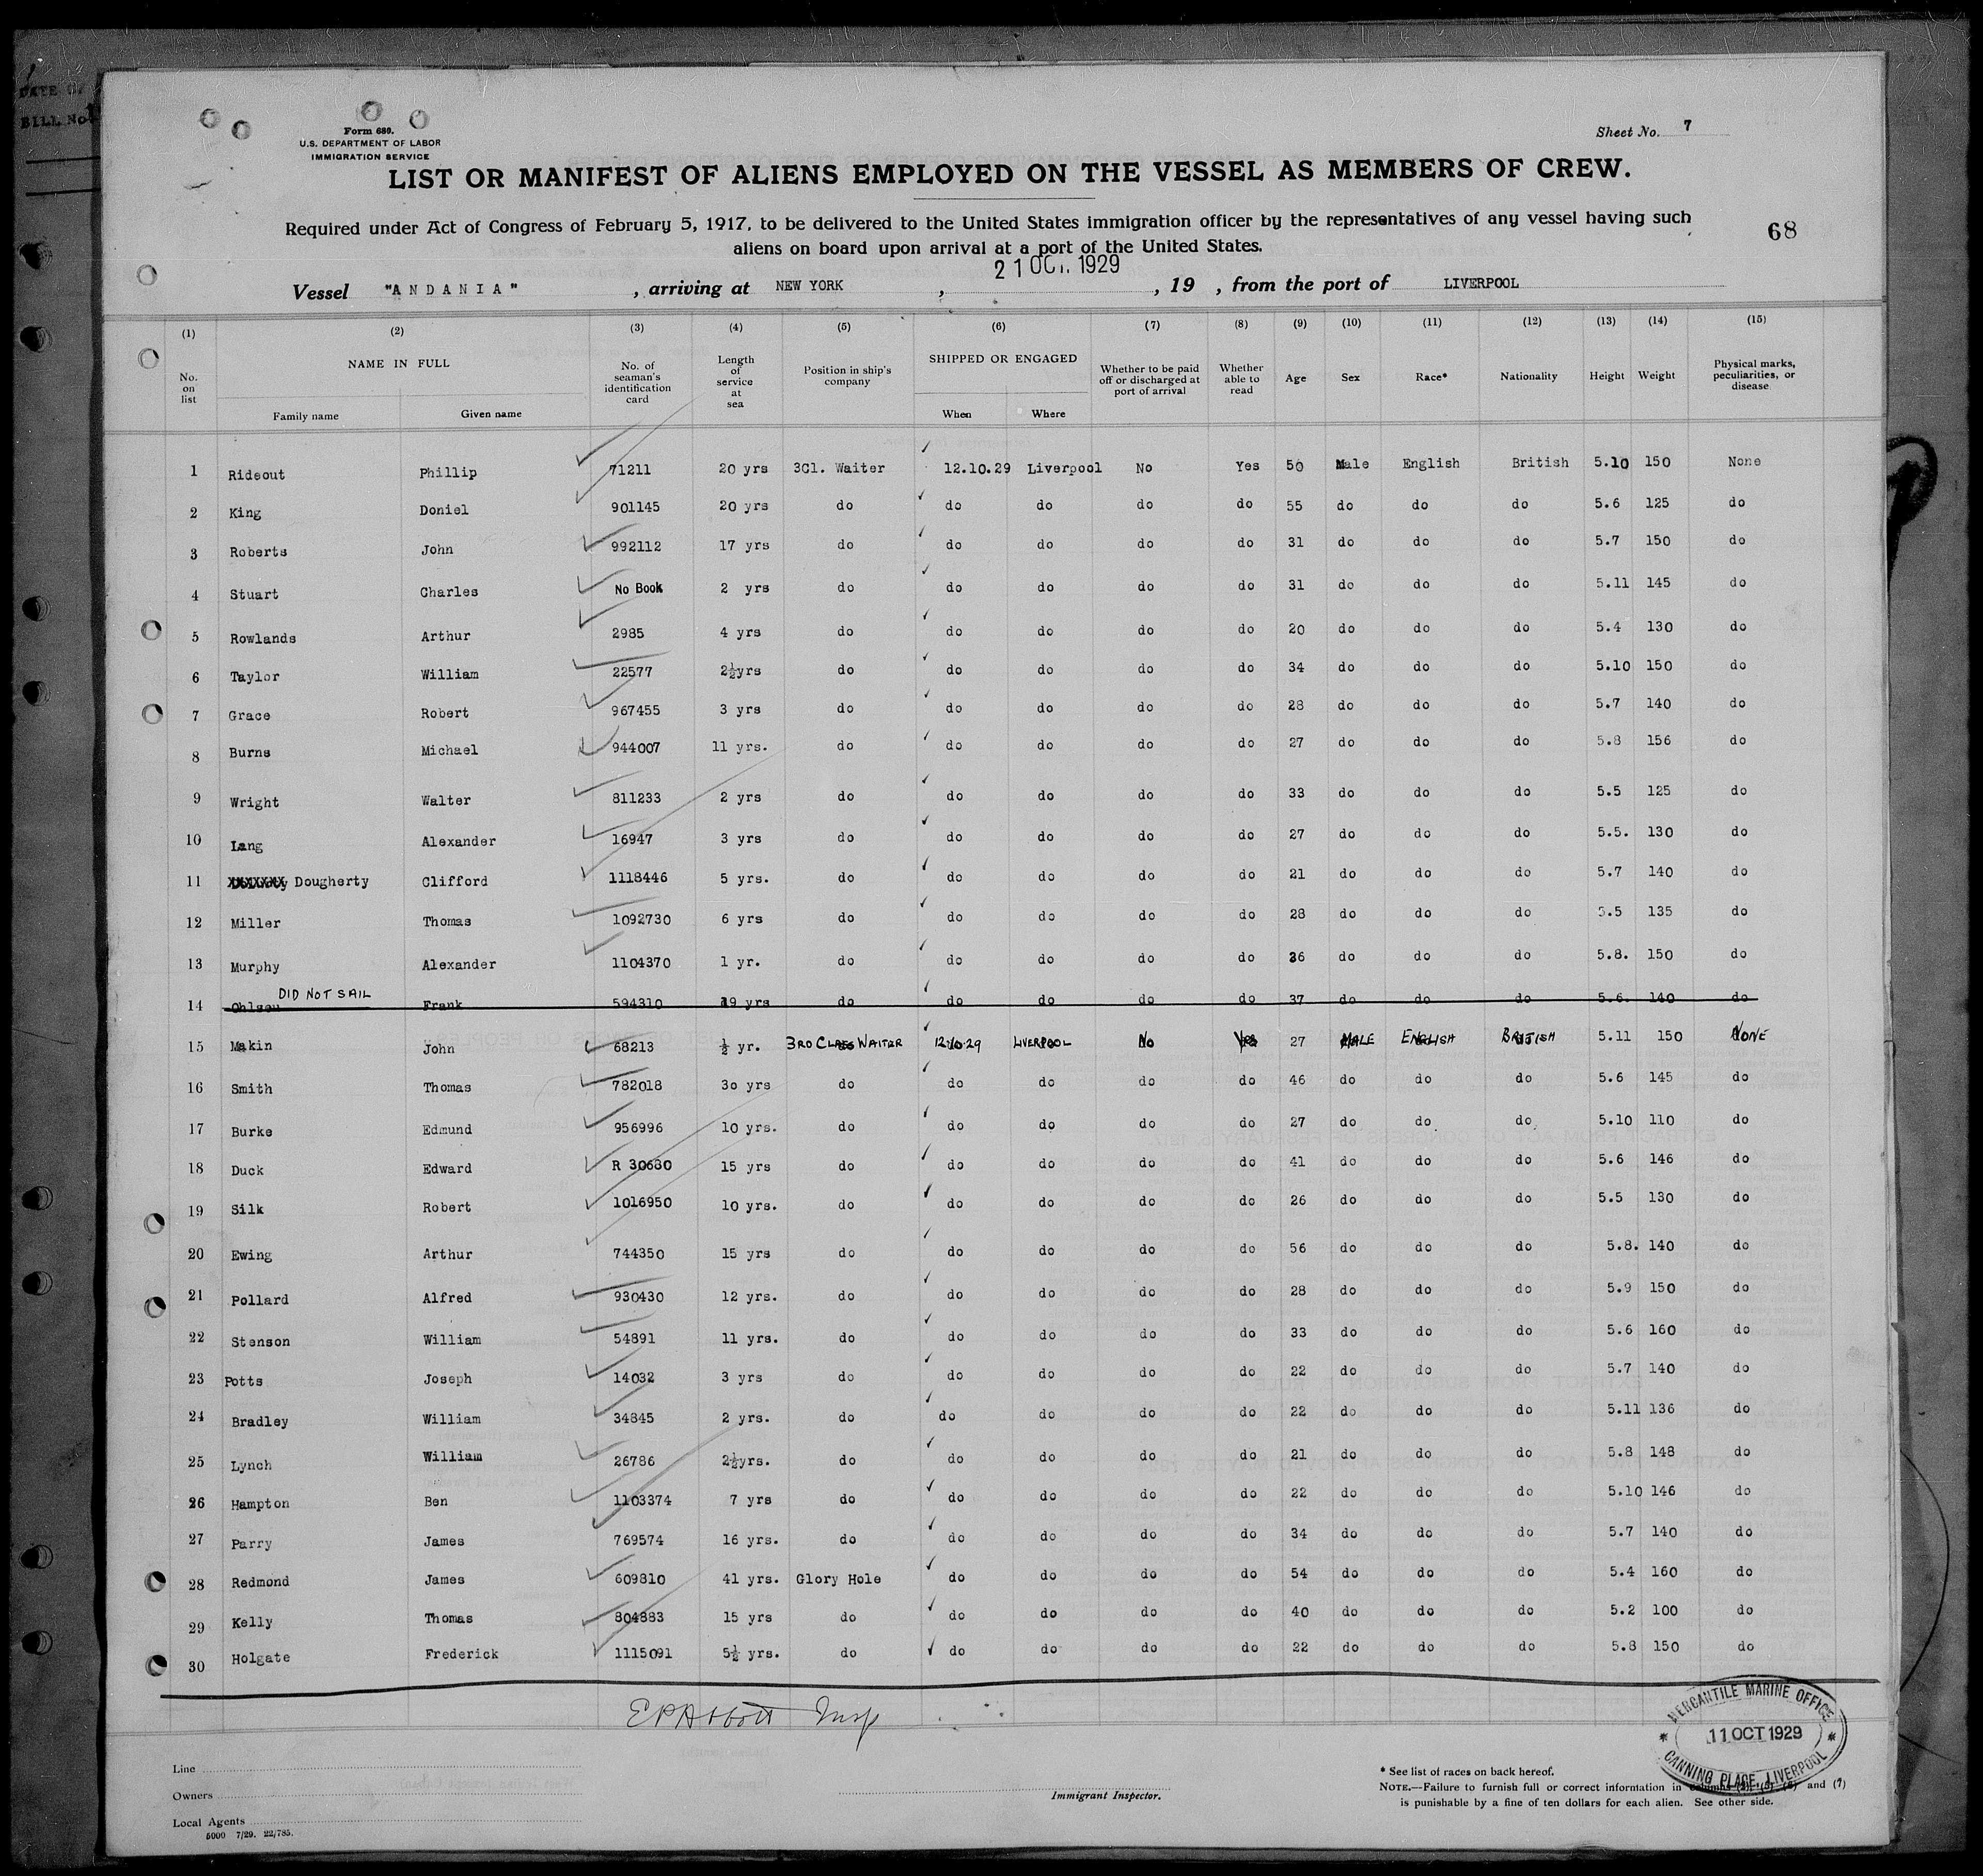 DATE OF
BILL No
Form 689.
U.S. DEPARTMENT OF LABOR
IMMIGRATION SERVICE
Sheet No. 7
LIST OR MANIFEST OF ALIENS EMPLOYED ON THE VESSEL AS MEMBERS OF CREW.
Required under Act of Congress of February 5, 1917, to be delivered to the United States immigration officer by the representatives of any vessel having such
aliens on board upon arrival at a port of the United States.
68
Vessel "ANDANIA" , arriving at NEW YORK , 21 OCT. 1929 , 19 , from the port of LIVERPOOL
(1) (2) (3) (4) (5) (6) (7) (8) (9) (10) (11) (12) (13) (14) (15)
No. on list NAME IN FULL Family name Given name No. of seaman's identification card Length of service at sea Position in ship's company SHIPPED OR ENGAGED When Where Whether to be paid off or discharged at port of arrival Whether able to read Age Sex Race* Nationality Height Weight Physical marks, peculiarities, or disease
1 Rideout Phillip 71211 20 yrs 3Cl. Waiter 12.10.29 Liverpool No Yes 50 Male English British 5.10 150 None
2 King Doniel 901145 20 yrs do do do do do 55 do do do 5.6 125 do
3 Roberts John 992112 17 yrs do do do do do 31 do do do 5.7 150 do
4 Stuart Charles No Book 2 yrs do do do do do 31 do do do 5.11 145 do
5 Rowlands Arthur 2985 4 yrs do do do do do 20 do do do 5.4 130 do
6 Taylor William 22577 2½yrs do do do do do 34 do do do 5.10 150 do
7 Grace Robert 967455 3 yrs do do do do do 28 do do do 5.7 140 do
8 Burns Michael 944007 11 yrs. do do do do do 27 do do do 5.8 156 do
9 Wright Walter 811233 2 yrs do do do do do 33 do do do 5.5 125 do
10 Lang Alexander 16947 3 yrs do do do do do 27 do do do 5.5. 130 do
11 Dougherty Clifford 1118446 5 yrs. do do do do do 21 do do do 5.7 140 do
12 Miller Thomas 1092730 6 yrs do do do do do 28 do do do 5.5 135 do
13 Murphy Alexander 1104370 1 yr. do do do do do 36 do do do 5.8. 150 do
DID NOT SAIL
14 Ohlsen Frank 594310 19 yrs do do do do do 37 do do do 5.6. 140 do
15 Makin John 68213 ½ yr. 3RD CLASS WAITER 12.10.29 LIVERPOOL No Yes 27 MALE ENGLISH BRITISH 5.11 150 NONE
16 Smith Thomas 782018 30 yrs do do do do do 46 do do do 5.6 145 do
17 Burke Edmund 956996 10 yrs. do do do do do 27 do do. do. 5.10 110 do
18 Duck Edward R 30680 15 yrs do do do do do 41 do do do 5.6 146 do
19 Silk Robert 1016950 10 yrs. do do do do do 26 do do do 5.5 130 do
20 Ewing Arthur 744350 15 yrs do do do do do 56 do do do 5.8. 140 do
21 Pollard Alfred 930430 12 yrs. do do do do do 28 do do do 5.9 150 do
22 Stenson William 54891 11 yrs. do do do do do 33 do do do 5.6 160 do
23 Potts Joseph 14032 3 yrs do do do do do 22 do do do 5.7 140 do
24 Bradley William 34845 2 yrs. do do do do do 22 do do do 5.11 136 do
25 Lynch William 26786 2½yrs. do do do do do 21 do do do 5.8 148 do
26 Hampton Ben 1103374 7 yrs do do do do do 22 do do do 5.10 146 do
27 Parry James 769574 16 yrs. do do do do do 34 do do do 5.7 140 do
28 Redmond James 609810 41 yrs. Glory Hole do do do do 54 do do do 5.4 160 do
29 Kelly Thomas 804883 15 yrs do do do do do 40 do do do 5.2 100 do
30 Holgate Frederick 1115091 5½ yrs. do do do do do 22 do do do 5.8 150 do
E P Abbott Insp
MERCANTILE MARINE OFFICE
11 OCT 1929
CANNING PLACE, LIVERPOOL
Line
Owners
Local Agents
5000 7/29. 22/785.
Immigrant Inspector.
* See list of races on back hereof.
NOTE.—Failure to furnish full or correct information in columns (2), (5), (6) and (7)
is punishable by a fine of ten dollars for each alien. See other side.